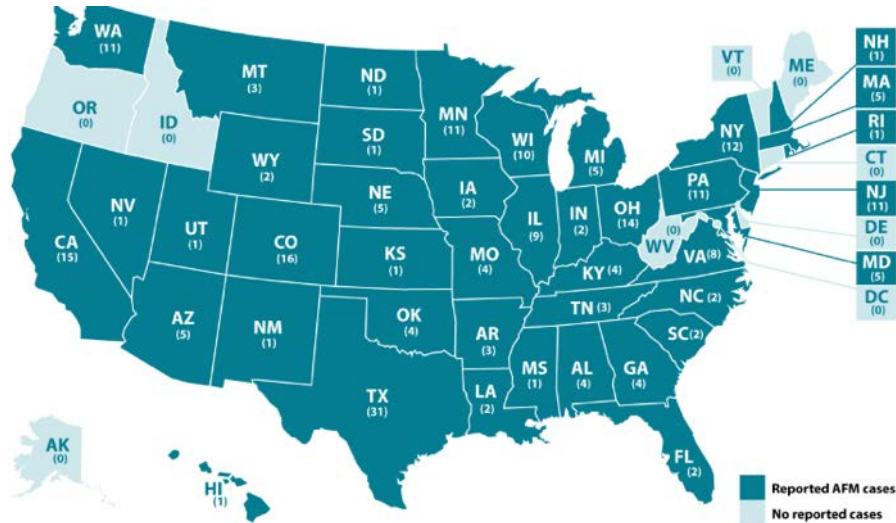 WA
(11)
MT
(3)
ND
(1)
OR
(0)
ID
(0)
WY
(2)
SD
(1)
MN
(11)
WI
(10)
MI
(5)
NY
(12)
VT
(0)
ME
(0)
NH
(1)
MA
(5)
RI
(1)
CT
(0)
NJ
(11)
DE
(0)
MD
(5)
DC
(0)
NV
(1)
UT
(1)
CA
(15)
CO
(16)
NE
(5)
KS
(1)
IA
(2)
MO
(4)
IL
(9)
IN
(2)
OH
(14)
PA
(11)
(0)
WV
VA(8)
KY(4)
AZ
(5)
NM
(1)
OK
(4)
AR
(3)
TN(3)
NC(2)
SC(2)
TX
(31)
LA
(2)
MS
(1)
AL
(4)
GA
(4)
FL
(2)
AK
(0)
HI
(1)
Reported AFM cases
No reported cases